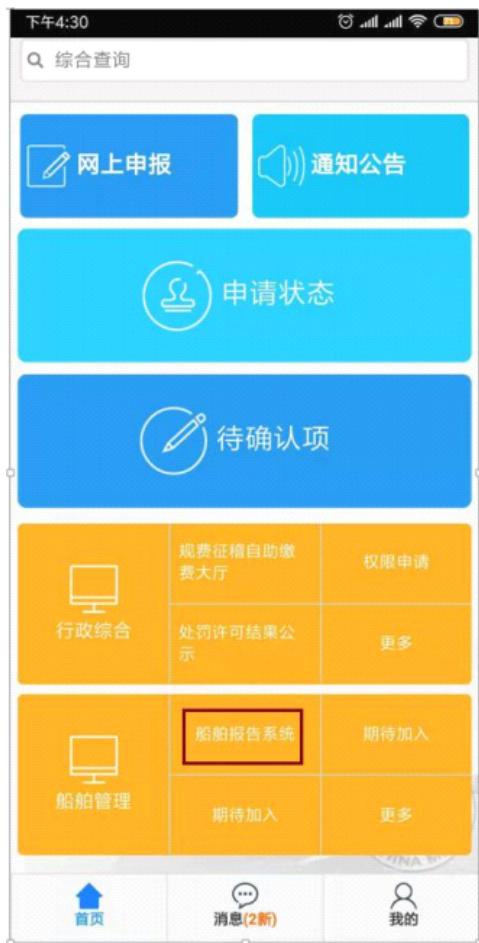 下午4:30
综合查询
网上申报
通知公告
申请状态
待确认项
行政综合
规费征稽自助缴
费大厅
权限申请
处罚许可结果公
示
更多
船舶管理
船舶报告系统
期待加入
期待加入
更多
首页
消息(2新)
我的